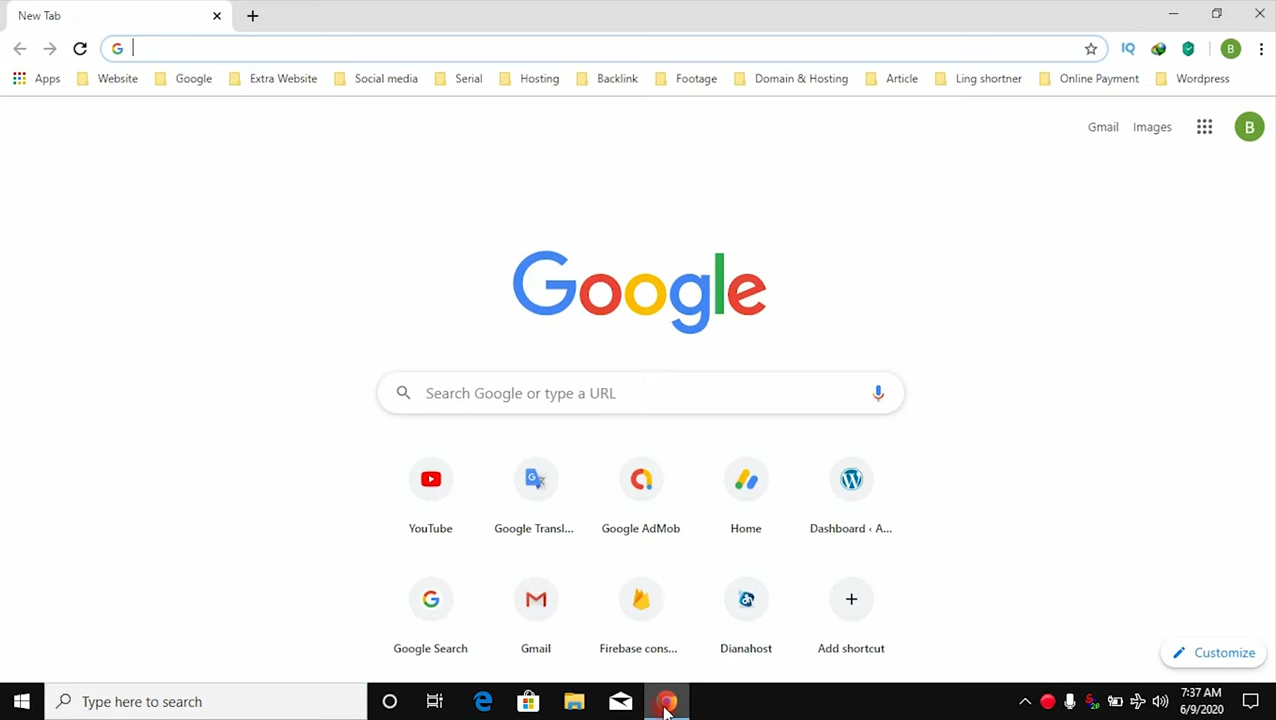 New Tab
Apps Website Google Extra Website Social media Serial Hosting Backlink Footage Domain & Hosting Article Ling shortner Online Payment Wordpress
IQ B
Gmail Images B
Google
Search Google or type a URL
YouTube Google Transl... Google AdMob Home Dashboard ‹ A...
Google Search Gmail Firebase cons... Dianahost Add shortcut
Customize
Type here to search
7:37 AM
6/9/2020